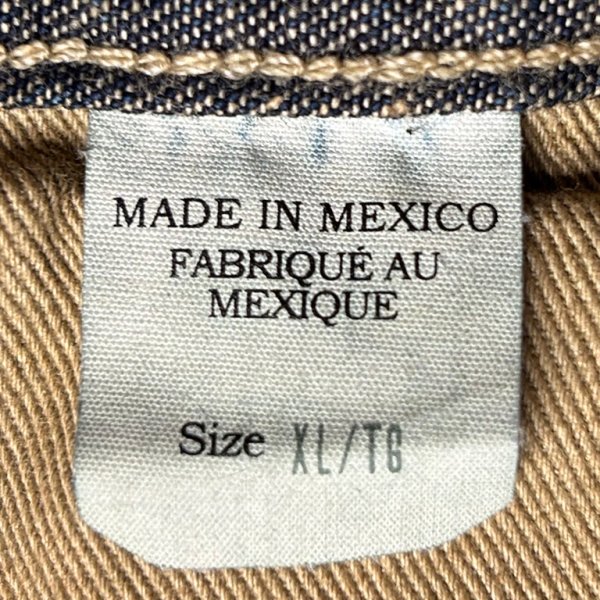 MADE IN MEXICO
FABRIQUÉ AU
MEXIQUE
Size XL/TG